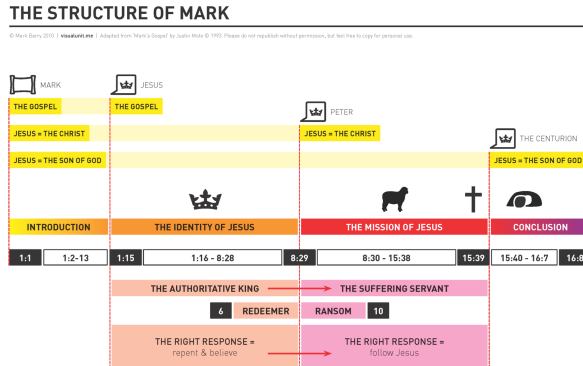 THE STRUCTURE OF MARK
© Mark Barry 2010 | visualunit.me | Adapted from 'Mark's Gospel' by Justin Mote © 1993. Please do not republish without permission, but feel free to copy for personal use.
MARK
JESUS
THE GOSPEL
THE GOSPEL
PETER
JESUS = THE CHRIST
JESUS = THE CHRIST
THE CENTURION
JESUS = THE SON OF GOD
JESUS = THE SON OF GOD
INTRODUCTION
THE IDENTITY OF JESUS
THE MISSION OF JESUS
CONCLUSION
1:1
1:2-13
1:15
1:16 - 8:28
8:29
8:30 - 15:38
15:39
15:40 - 16:7
16:8
THE AUTHORITATIVE KING
THE SUFFERING SERVANT
6
REDEEMER
RANSOM
10
THE RIGHT RESPONSE =
repent & believe
THE RIGHT RESPONSE =
follow Jesus